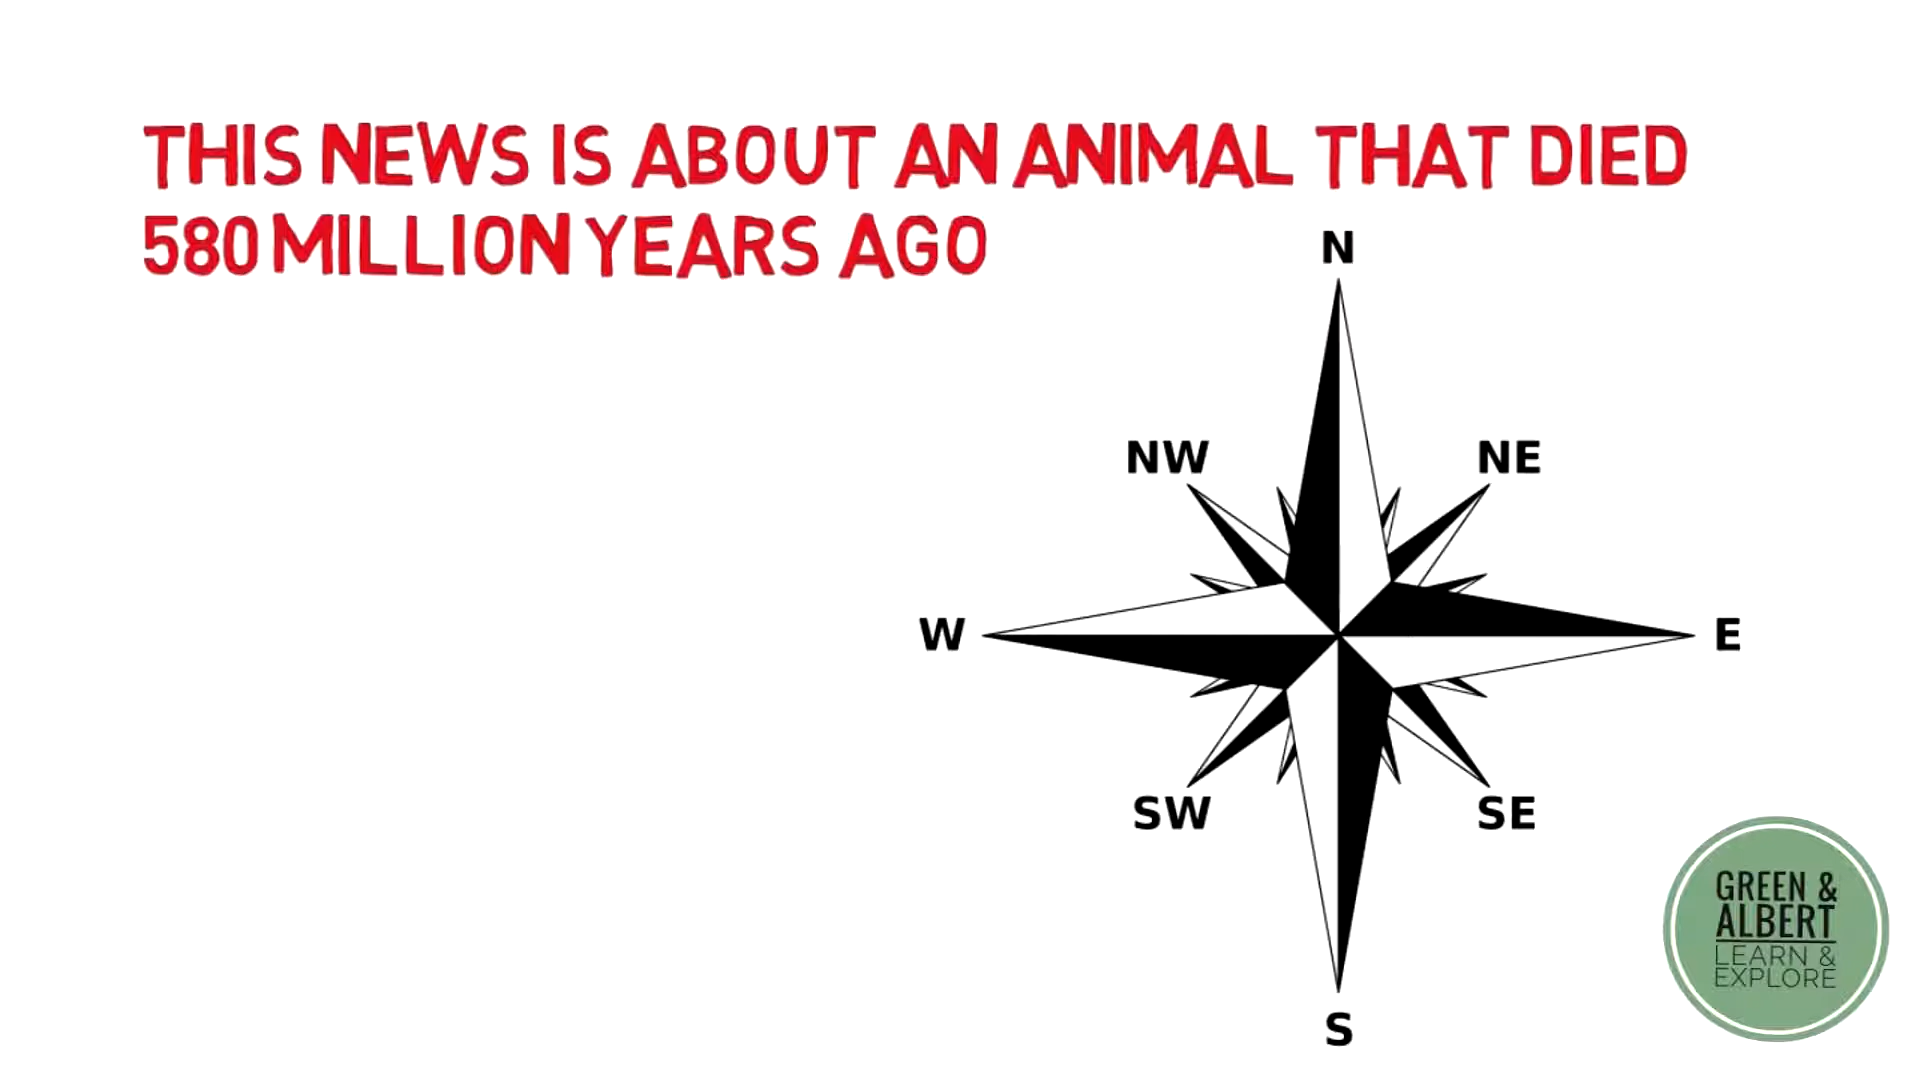 THIS NEWS IS ABOUT AN ANIMAL THAT DIED
580 MILLION YEARS AGO
N
NW
NE
W
E
SW
SE
S
GREEN &
ALBERT
LEARN &
EXPLORE